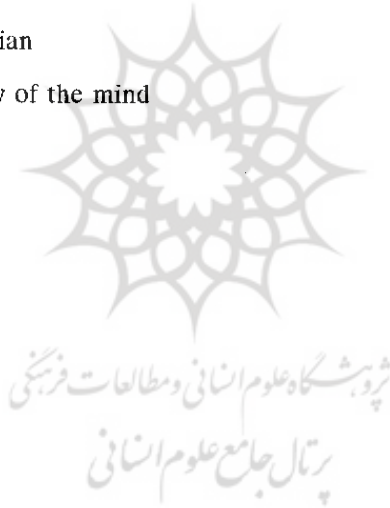 ian
of the mind
پژوهشگاه علوم انسانی و مطالعات فرهنگی
پرتال جامع علوم انسانی